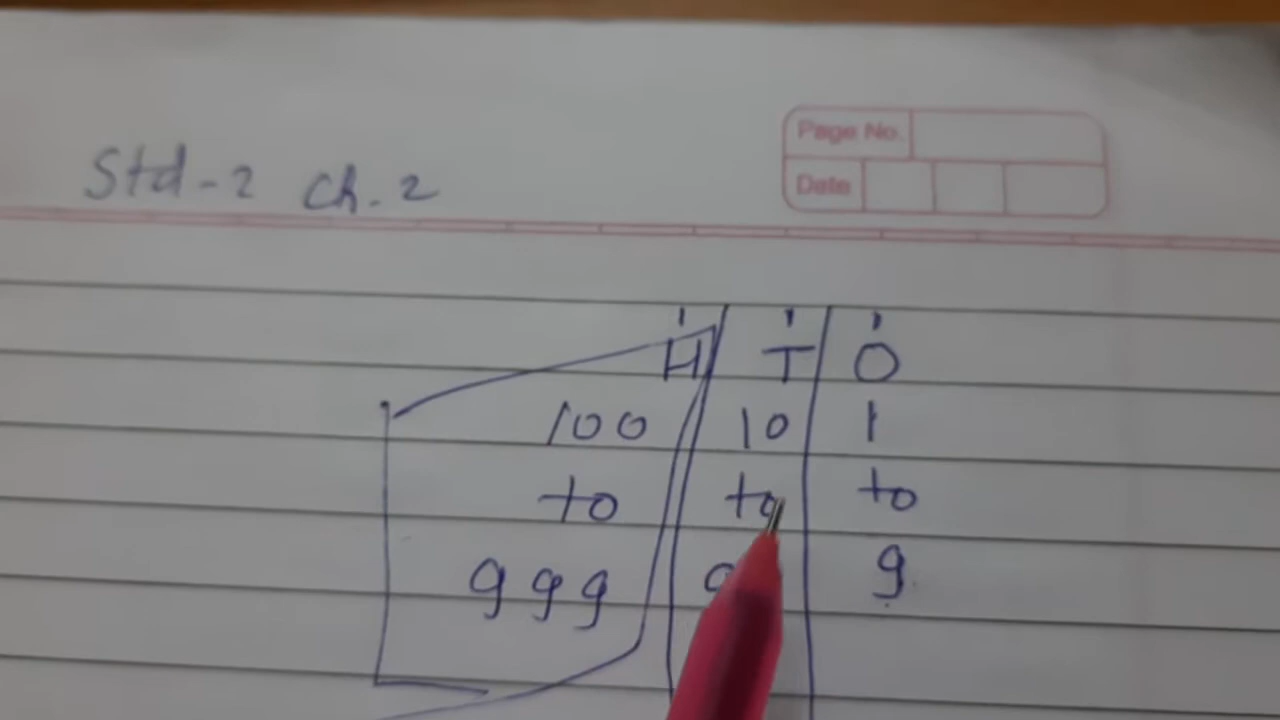 Page No.
Date
Std-2 Ch. 2
H T O
100 10 1
to to to
999 9